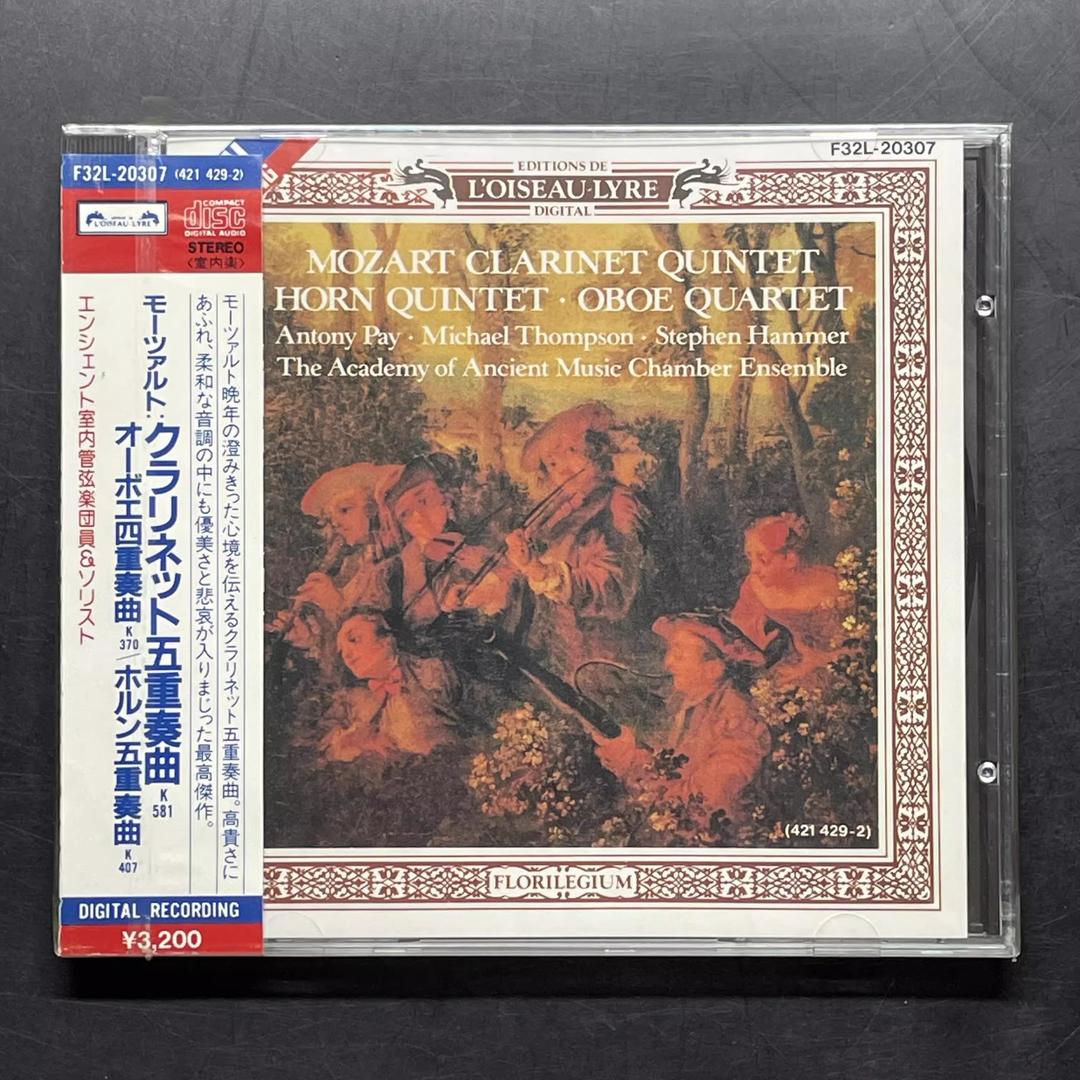 F32L-20307 (421 429-2)
L'OISEAU-LYRE
COMPACT
disc
DIGITAL AUDIO
STEREO
〈室内楽〉
モーツァルト晩年の澄みきった心境を伝えるクラリネット五重奏曲。高貴さに
あふれ、柔和な音調の中にも優美さと悲哀が入りまじった最高傑作。
モーツァルト:クラリネット五重奏曲 K 581
オーボエ四重奏曲 K 370/ホルン五重奏曲 K 407
エンシェント室内管弦楽団員&ソリスト
DIGITAL RECORDING
¥3,200
F32L-20307
EDITIONS DE
L'OISEAU-LYRE
DIGITAL
MOZART CLARINET QUINTET
HORN QUINTET · OBOE QUARTET
Antony Pay · Michael Thompson · Stephen Hammer
The Academy of Ancient Music Chamber Ensemble
(421 429-2)
FLORILEGIUM